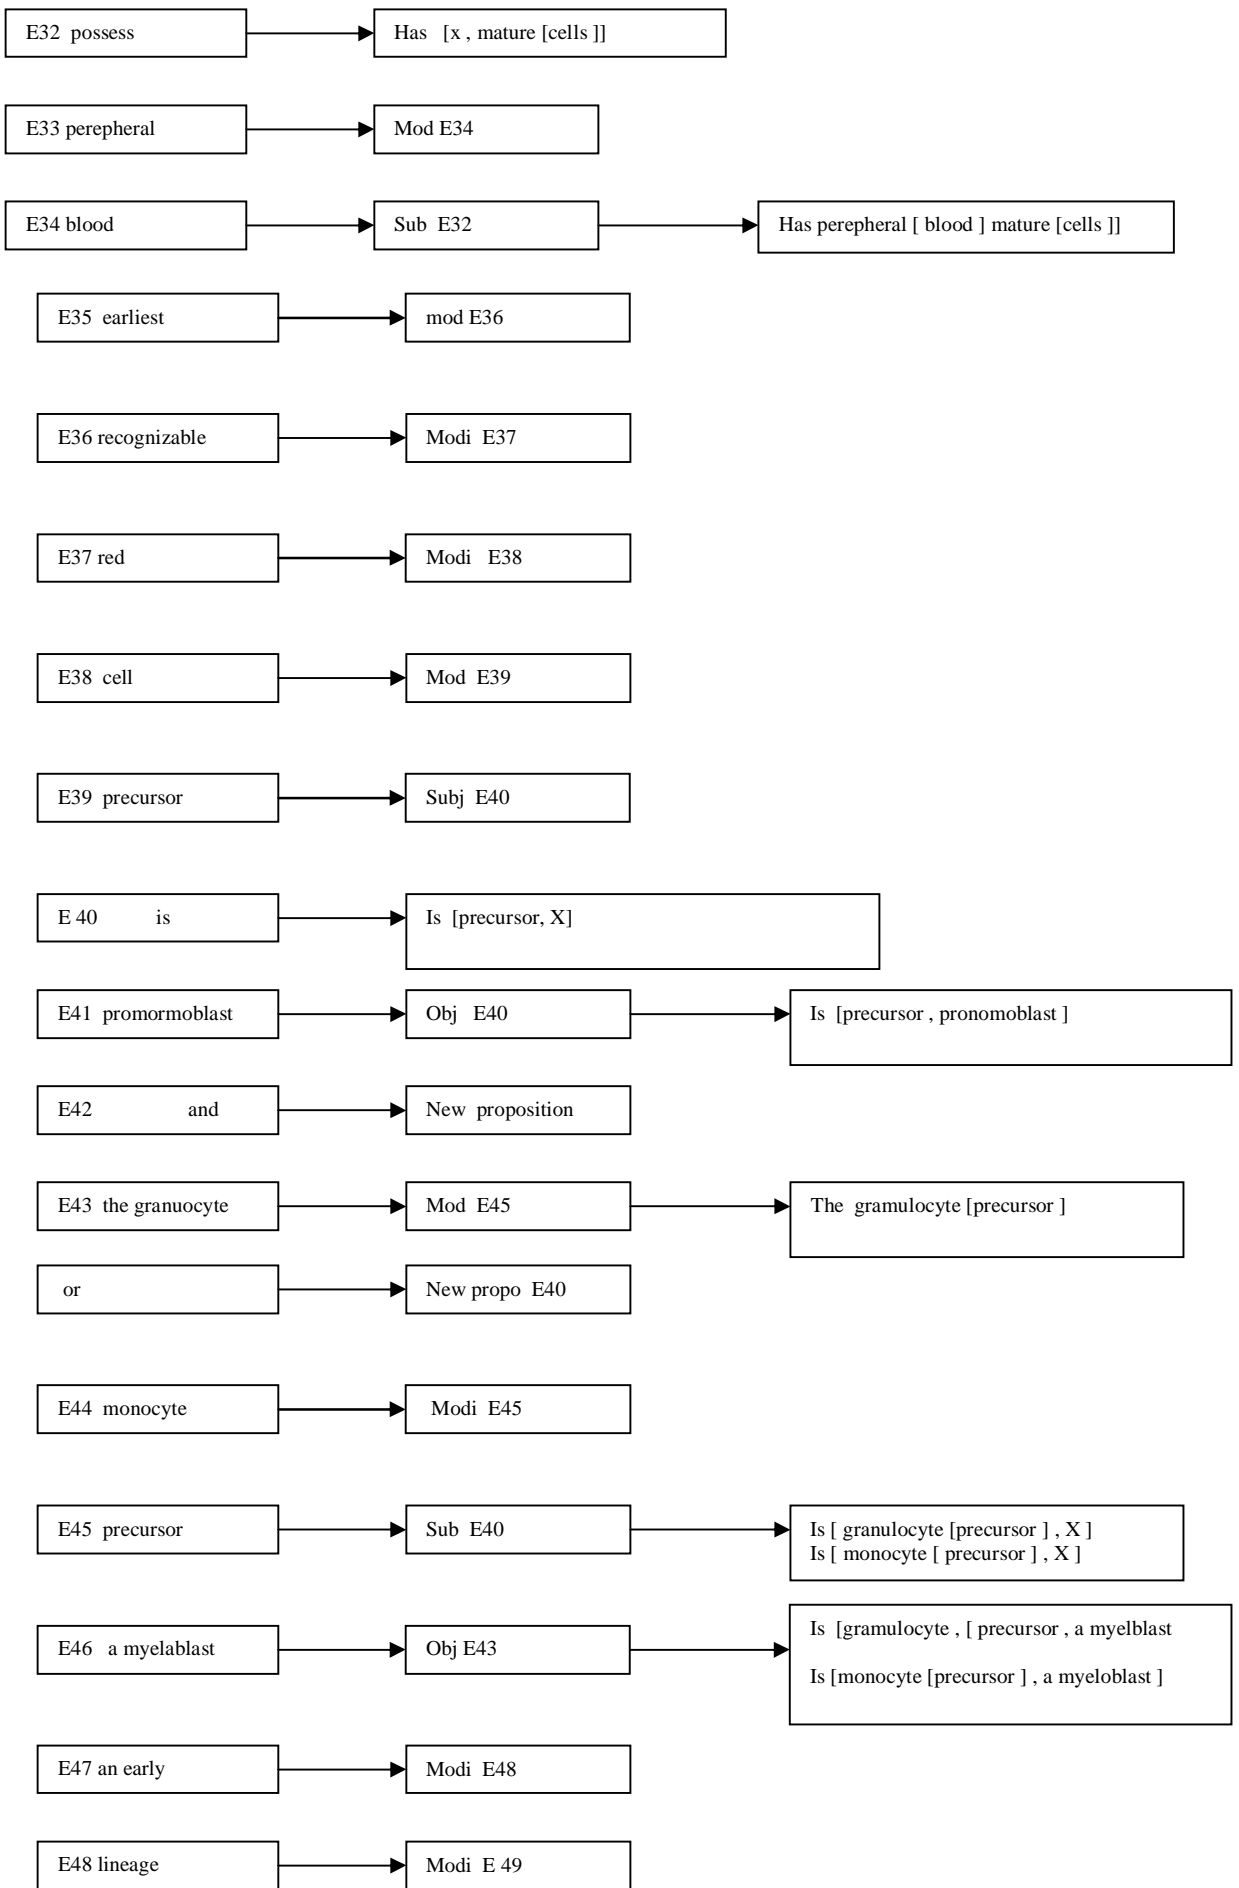 E32 possess
Has [x , mature [cells ]]
E33 perepheral
Mod E34
E34 blood
Sub E32
Has perepheral [ blood ] mature [cells ]]
E35 earliest
mod E36
E36 recognizable
Modi E37
E37 red
Modi E38
E38 cell
Mod E39
E39 precursor
Subj E40
E 40 is
Is [precursor, X]
E41 promormoblast
Obj E40
Is [precursor , pronomoblast ]
E42 and
New proposition
E43 the granuocyte
Mod E45
The gramulocyte [precursor ]
or
New propo E40
E44 monocyte
Modi E45
E45 precursor
Sub E40
Is [ granulocyte [precursor ] , X ]
Is [ monocyte [ precursor ] , X ]
E46 a myelablast
Obj E43
Is [gramulocyte , [ precursor , a myelblast
Is [monocyte [precursor ] , a myeloblast ]
E47 an early
Modi E48
E48 lineage
Modi E 49